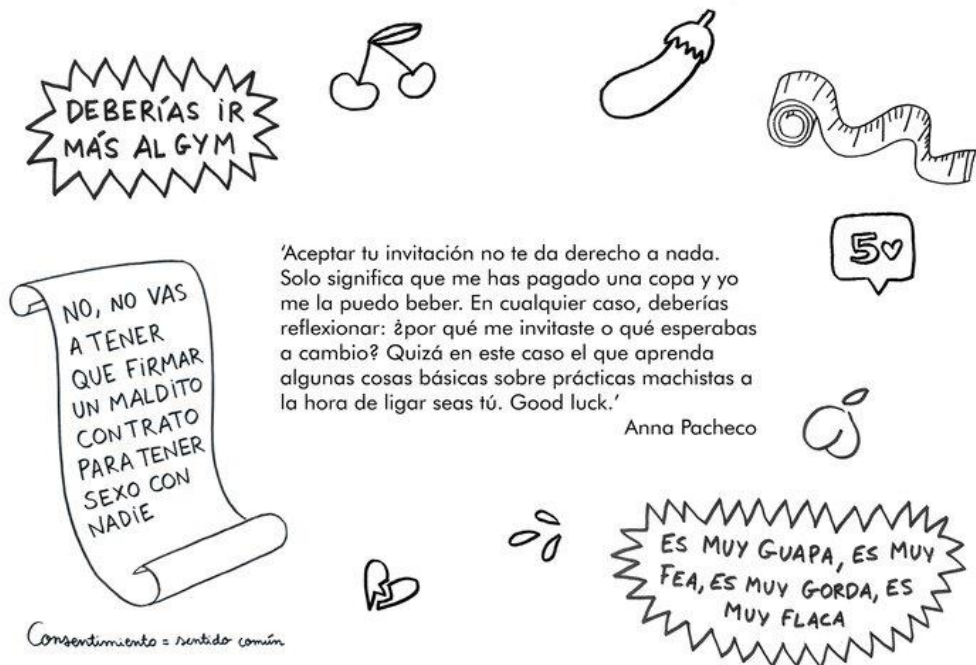 DEBERÍAS iR
MÁS AL GYM
5♡
'Aceptar tu invitación no te da derecho a nada.
Solo significa que me has pagado una copa y yo
me la puedo beber. En cualquier caso, deberías
reflexionar: ¿por qué me invitaste o qué esperabas
a cambio? Quizá en este caso el que aprenda
algunas cosas básicas sobre prácticas machistas a
la hora de ligar seas tú. Good luck.'
Anna Pacheco
NO, NO VAS
A TENER
QUE FiRMAR
UN MALDiTO
CONTRATO
PARA TENER
SEXO CON
NADiE
Consentimiento = sentido común
ES MUY GUAPA, ES MUY
FEA, ES MUY GORDA, ES
MUY FLACA